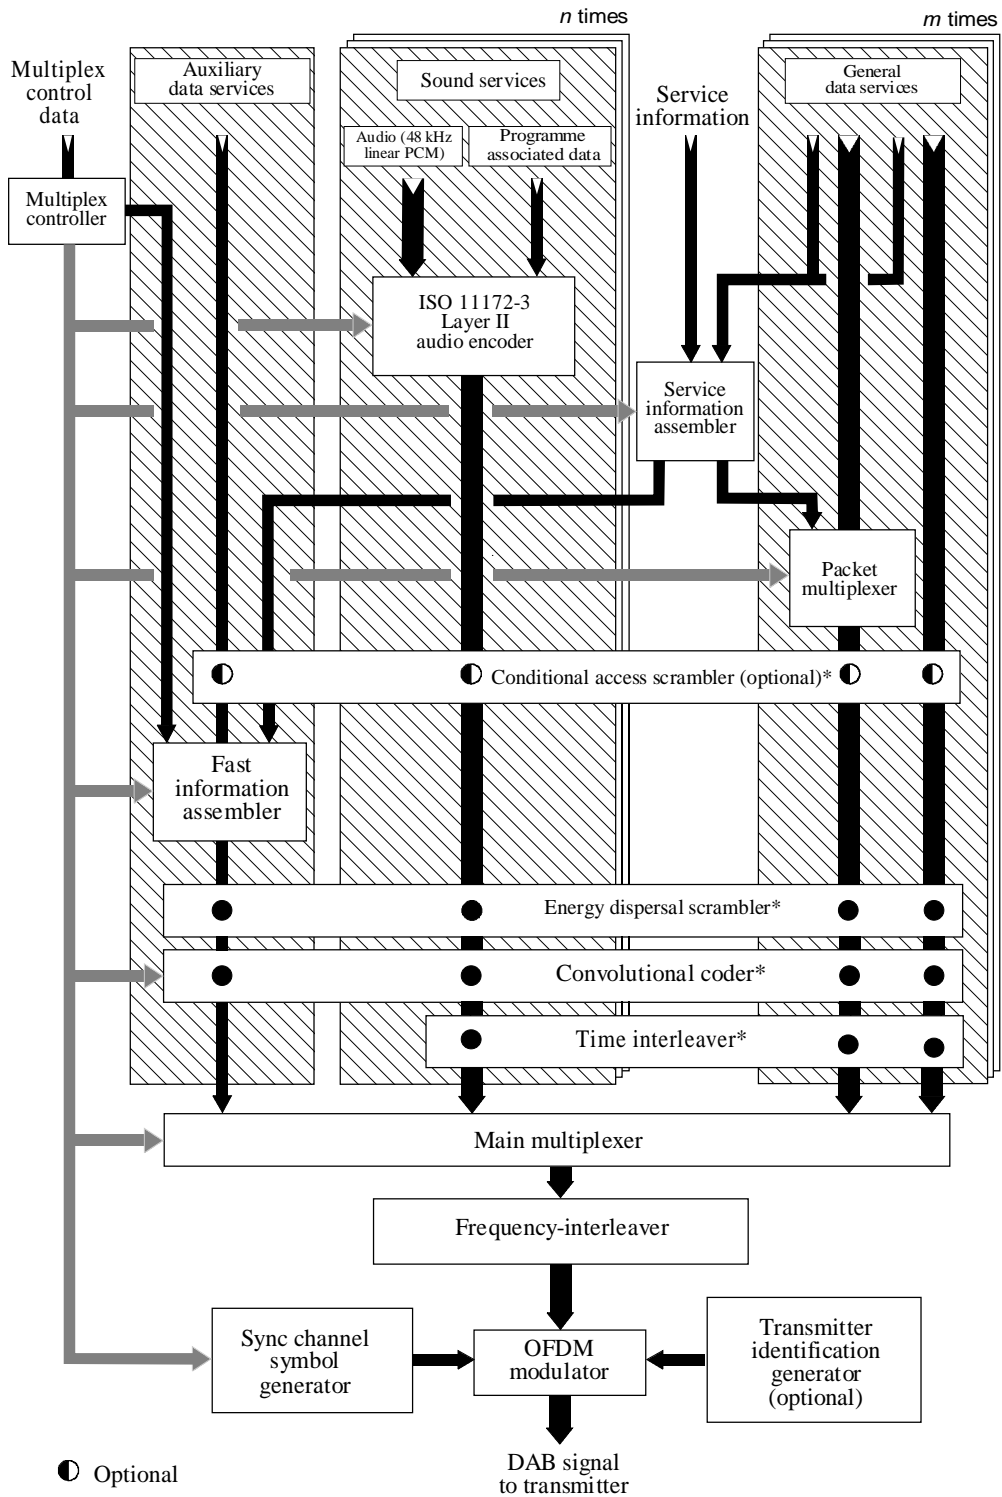 n times
m times
Multiplex
control
data
Auxiliary
data services
Sound services
Service
information
General
data services
Audio (48 kHz
linear PCM)
Programme
associated data
Multiplex
controller
ISO 11172-3
Layer II
audio encoder
Service
information
assembler
Packet
multiplexer
Conditional access scrambler (optional)*
Fast
information
assembler
Energy dispersal scrambler*
Convolutional coder*
Time interleaver*
Main multiplexer
Frequency-interleaver
Sync channel
symbol
generator
OFDM
modulator
Transmitter
identification
generator
(optional)
DAB signal
to transmitter
Optional